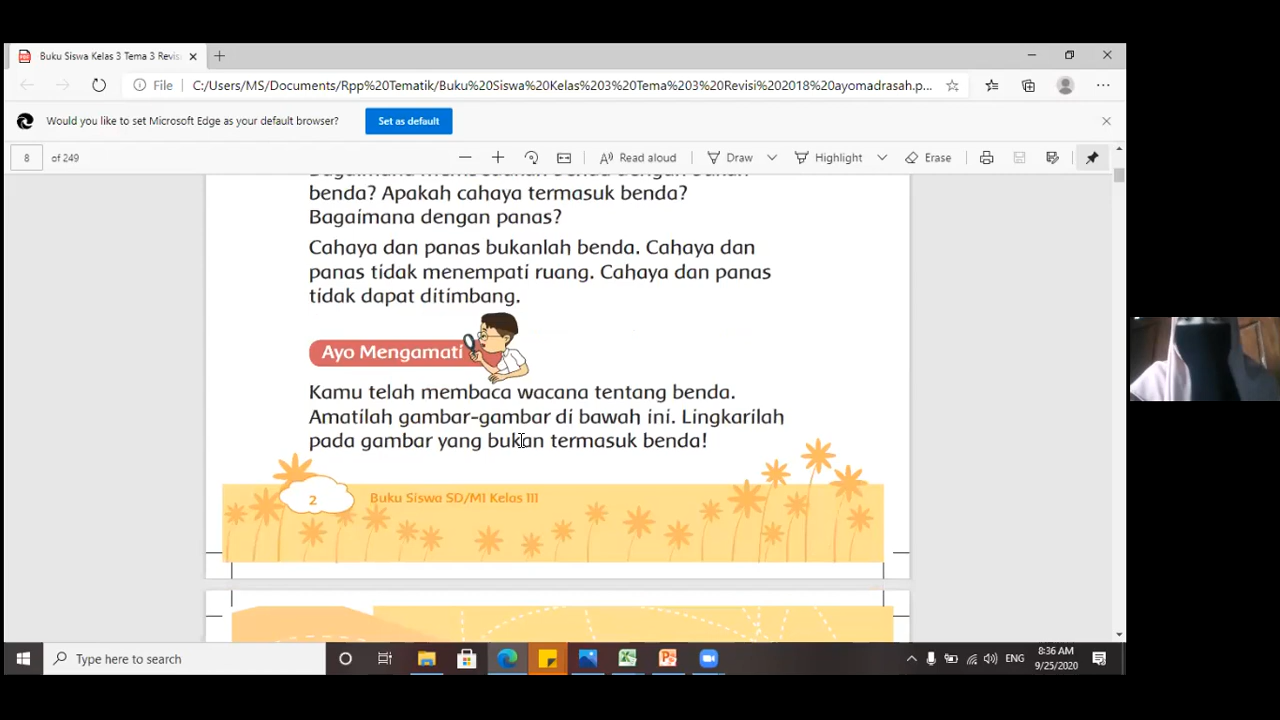 Buku Siswa Kelas 3 Tema 3 Revis
File C:/Users/MS/Documents/Rpp%20Tematik/Buku%20Siswa%20Kelas%203%20Tema%203%20Revisi%202018%20ayomadrasah.p...
Would you like to set Microsoft Edge as your default browser? Set as default
8 of 249 Read aloud Draw Highlight Erase
benda? Apakah cahaya termasuk benda?
Bagaimana dengan panas?
Cahaya dan panas bukanlah benda. Cahaya dan
panas tidak menempati ruang. Cahaya dan panas
tidak dapat ditimbang.
Ayo Mengamati
Kamu telah membaca wacana tentang benda.
Amatilah gambar-gambar di bawah ini. Lingkarilah
pada gambar yang bukan termasuk benda!
2 Buku Siswa SD/MI Kelas III
Type here to search
ENG
8:36 AM
9/25/2020